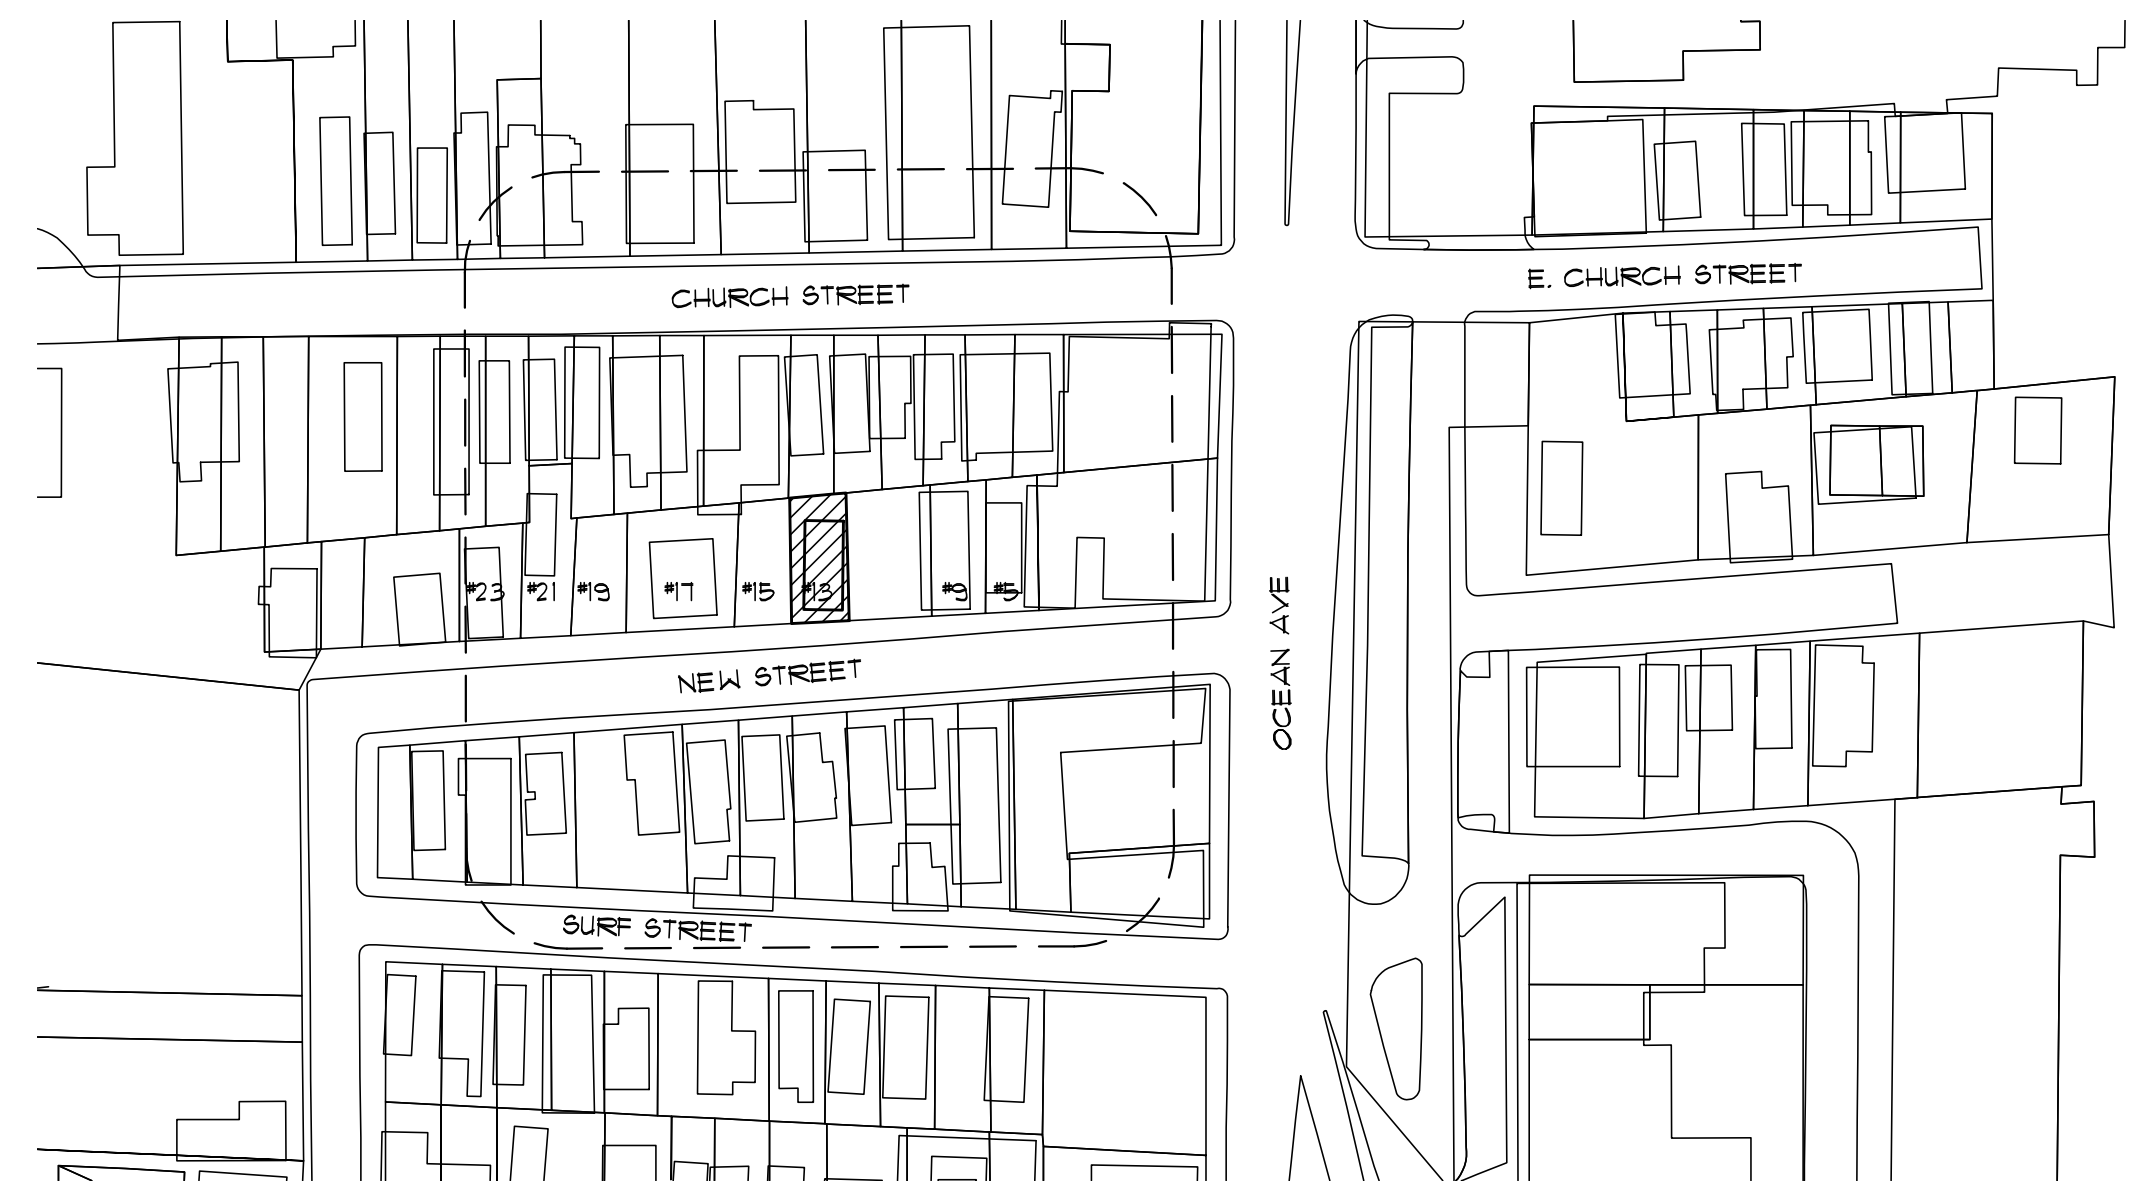 CHURCH STREET
E. CHURCH STREET
#23 #21 #19 #17 #15 #13 #9 #5
OCEAN AVE
NEW STREET
SURF STREET